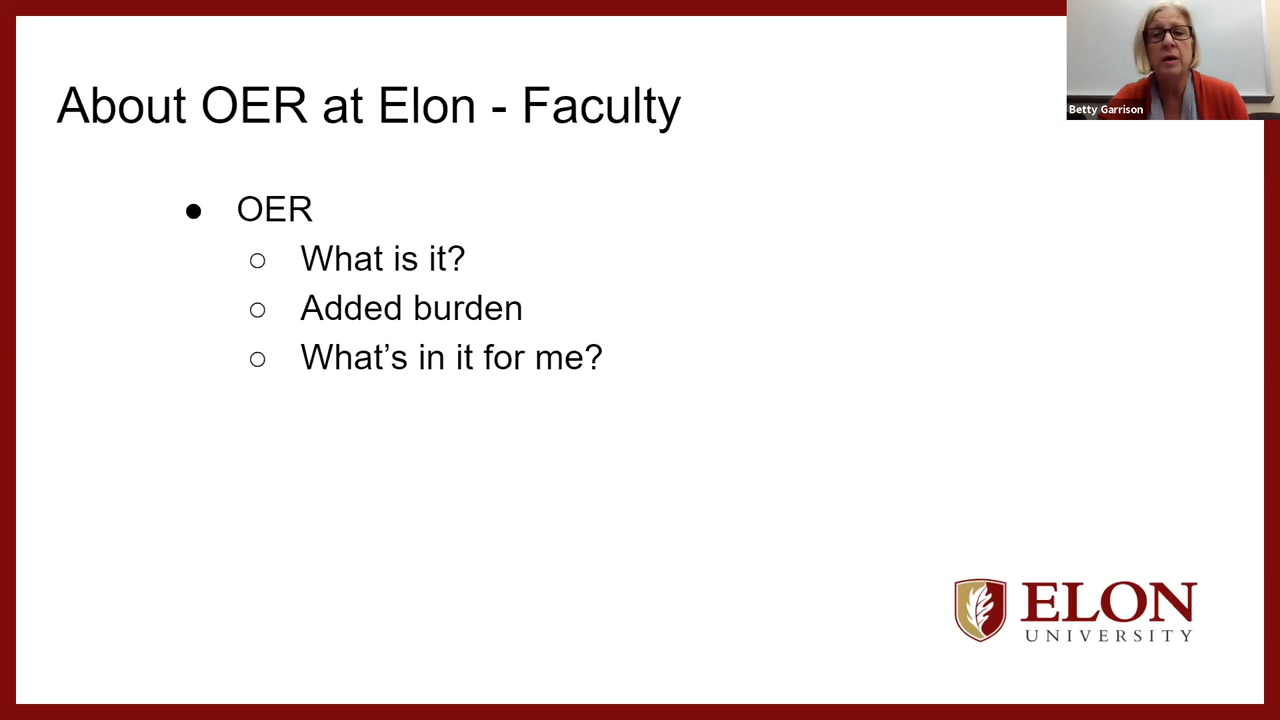 About OER at Elon - Faculty
Betty Garrison
● OER
○ What is it?
○ Added burden
○ What’s in it for me?
ELON
UNIVERSITY